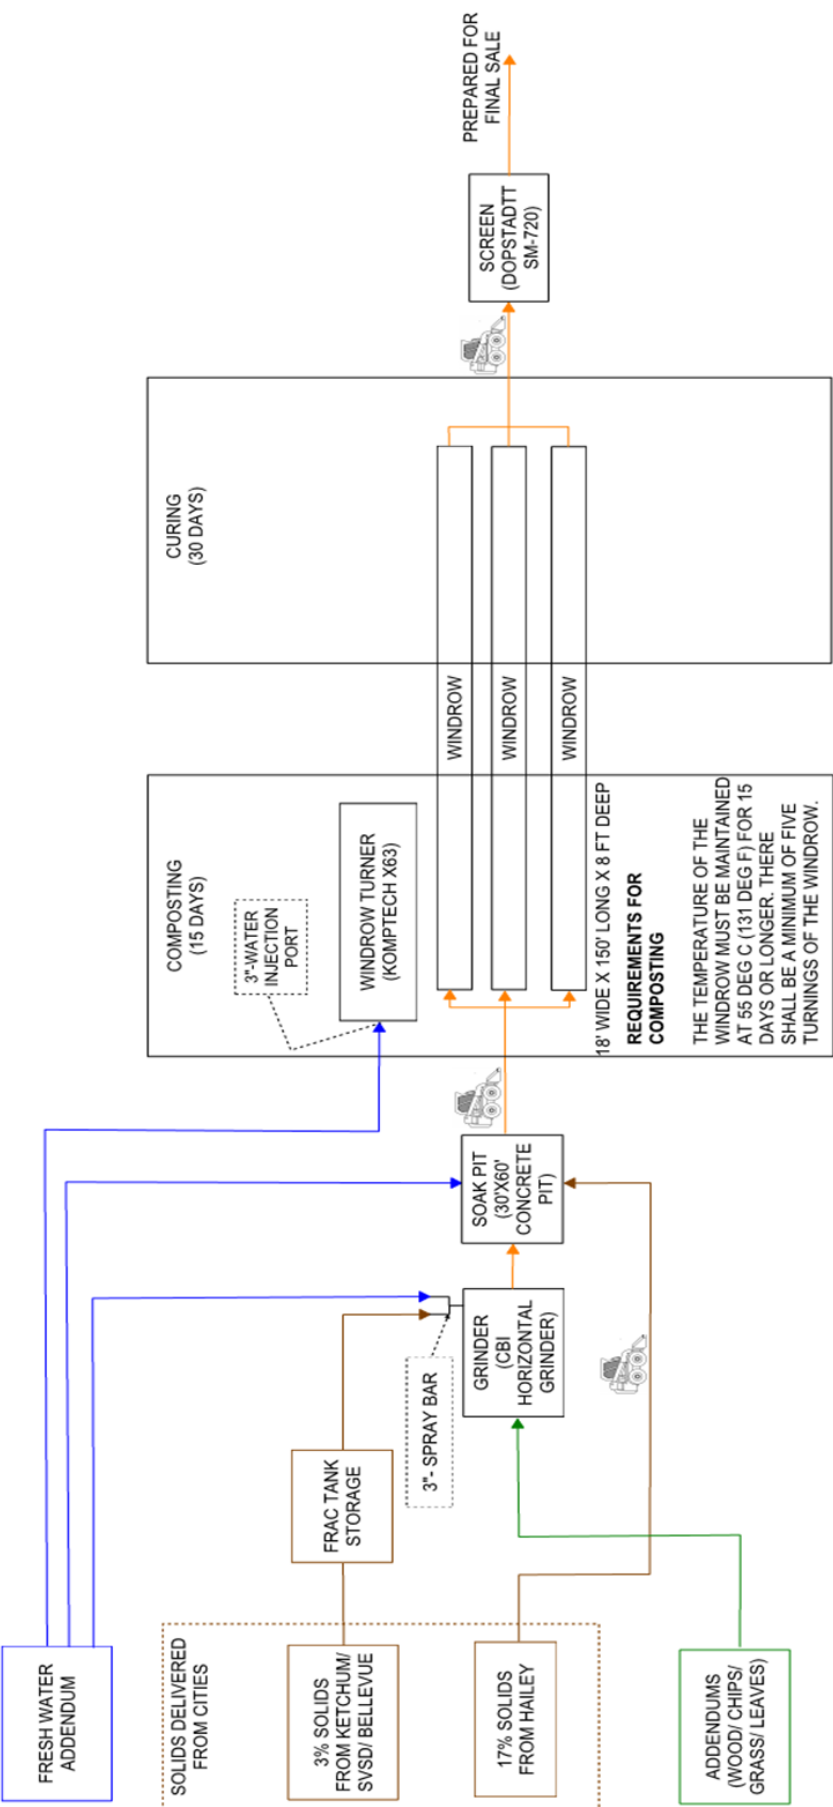 FRESH WATER
ADDENDUM
SOLIDS DELIVERED
FROM CITIES
3% SOLIDS
FROM KETCHUM/
SVSD/ BELLEVUE
17% SOLIDS
FROM HAILEY
ADDENDUMS
(WOOD/ CHIPS/
GRASS/ LEAVES)
FRAC TANK
STORAGE
3"- SPRAY BAR
GRINDER
(CBI
HORIZONTAL
GRINDER)
SOAK PIT
(30'X60'
CONCRETE
PIT)
COMPOSTING
(15 DAYS)
3"-WATER
INJECTION
PORT
WINDROW TURNER
(KOMPTECH X63)
WINDROW
WINDROW
WINDROW
18' WIDE X 150' LONG X 8 FT DEEP
REQUIREMENTS FOR
COMPOSTING
THE TEMPERATURE OF THE
WINDROW MUST BE MAINTAINED
AT 55 DEG C (131 DEG F) FOR 15
DAYS OR LONGER. THERE
SHALL BE A MINIMUM OF FIVE
TURNINGS OF THE WINDROW.
CURING
(30 DAYS)
SCREEN
(DOPSTADTT
SM-720)
PREPARED FOR
FINAL SALE